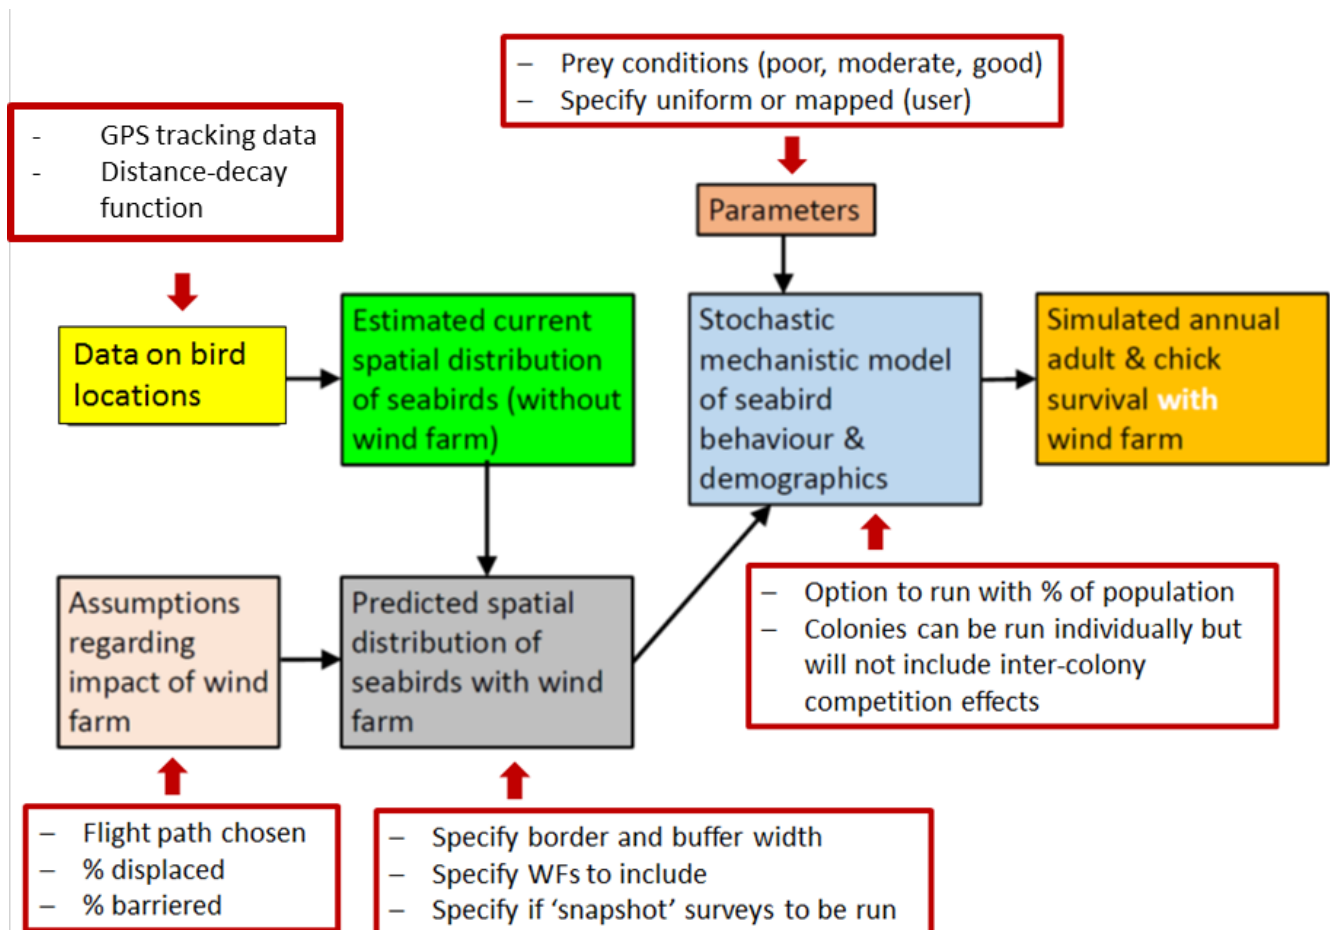 – Prey conditions (poor, moderate, good)
– Specify uniform or mapped (user)
- GPS tracking data
- Distance-decay
function
Parameters
Data on bird
locations
Estimated current
spatial distribution
of seabirds (without
wind farm)
Stochastic
mechanistic model
of seabird
behaviour &
demographics
Simulated annual
adult & chick
survival with
wind farm
Assumptions
regarding
impact of wind
farm
Predicted spatial
distribution of
seabirds with wind
farm
– Option to run with % of population
– Colonies can be run individually but
will not include inter-colony
competition effects
– Flight path chosen
– % displaced
– % barriered
– Specify border and buffer width
– Specify WFs to include
– Specify if ‘snapshot’ surveys to be run